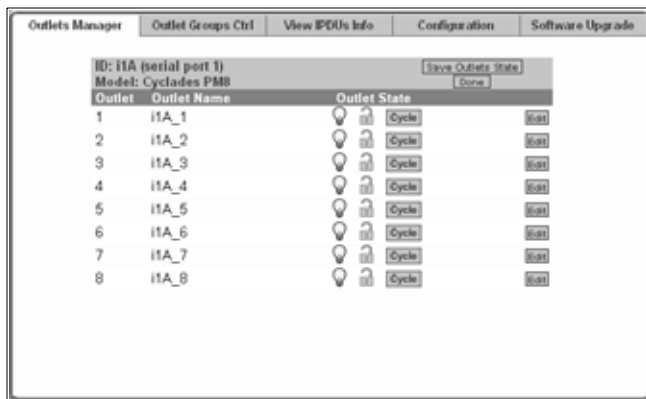 Outlets Manager Outlet Groups Ctrl View IPDUs Info Configuration Software Upgrade
ID: i1A (serial port 1) Save Outlets State
Model: Cyclades PM8 Done
Outlet Outlet Name Outlet State
1 i1A_1 Cycle Edit
2 i1A_2 Cycle Edit
3 i1A_3 Cycle Edit
4 i1A_4 Cycle Edit
5 i1A_5 Cycle Edit
6 i1A_6 Cycle Edit
7 i1A_7 Cycle Edit
8 i1A_8 Cycle Edit